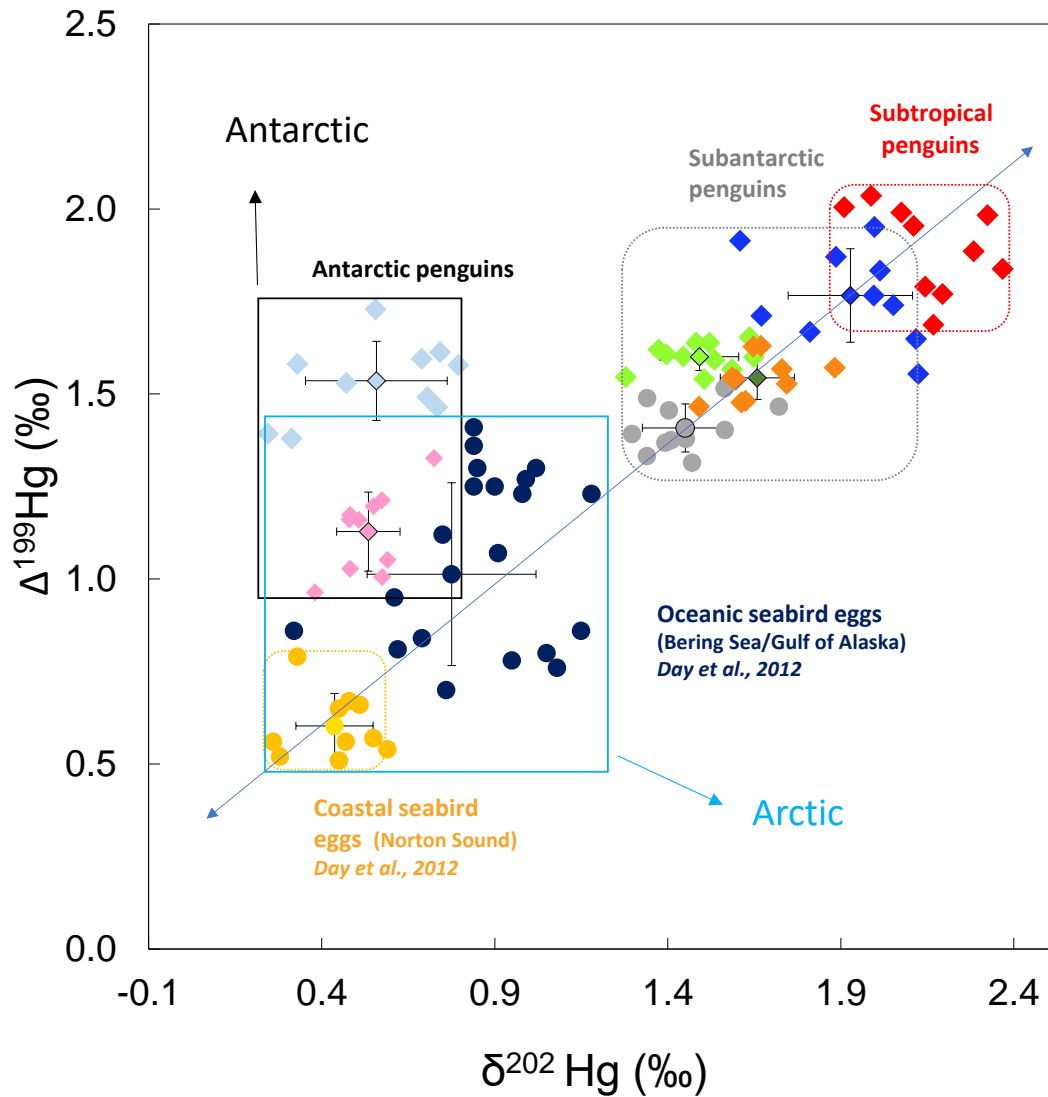 2.5
2.0
1.5
1.0
0.5
0.0
Δ¹⁹⁹Hg (‰)
Antarctic
Antarctic penguins
Subantarctic
penguins
Subtropical
penguins
Oceanic seabird eggs
(Bering Sea/Gulf of Alaska)
Day et al., 2012
Coastal seabird
eggs (Norton Sound)
Day et al., 2012
Arctic
-0.1 0.4 0.9 1.4 1.9 2.4
δ²⁰² Hg (‰)